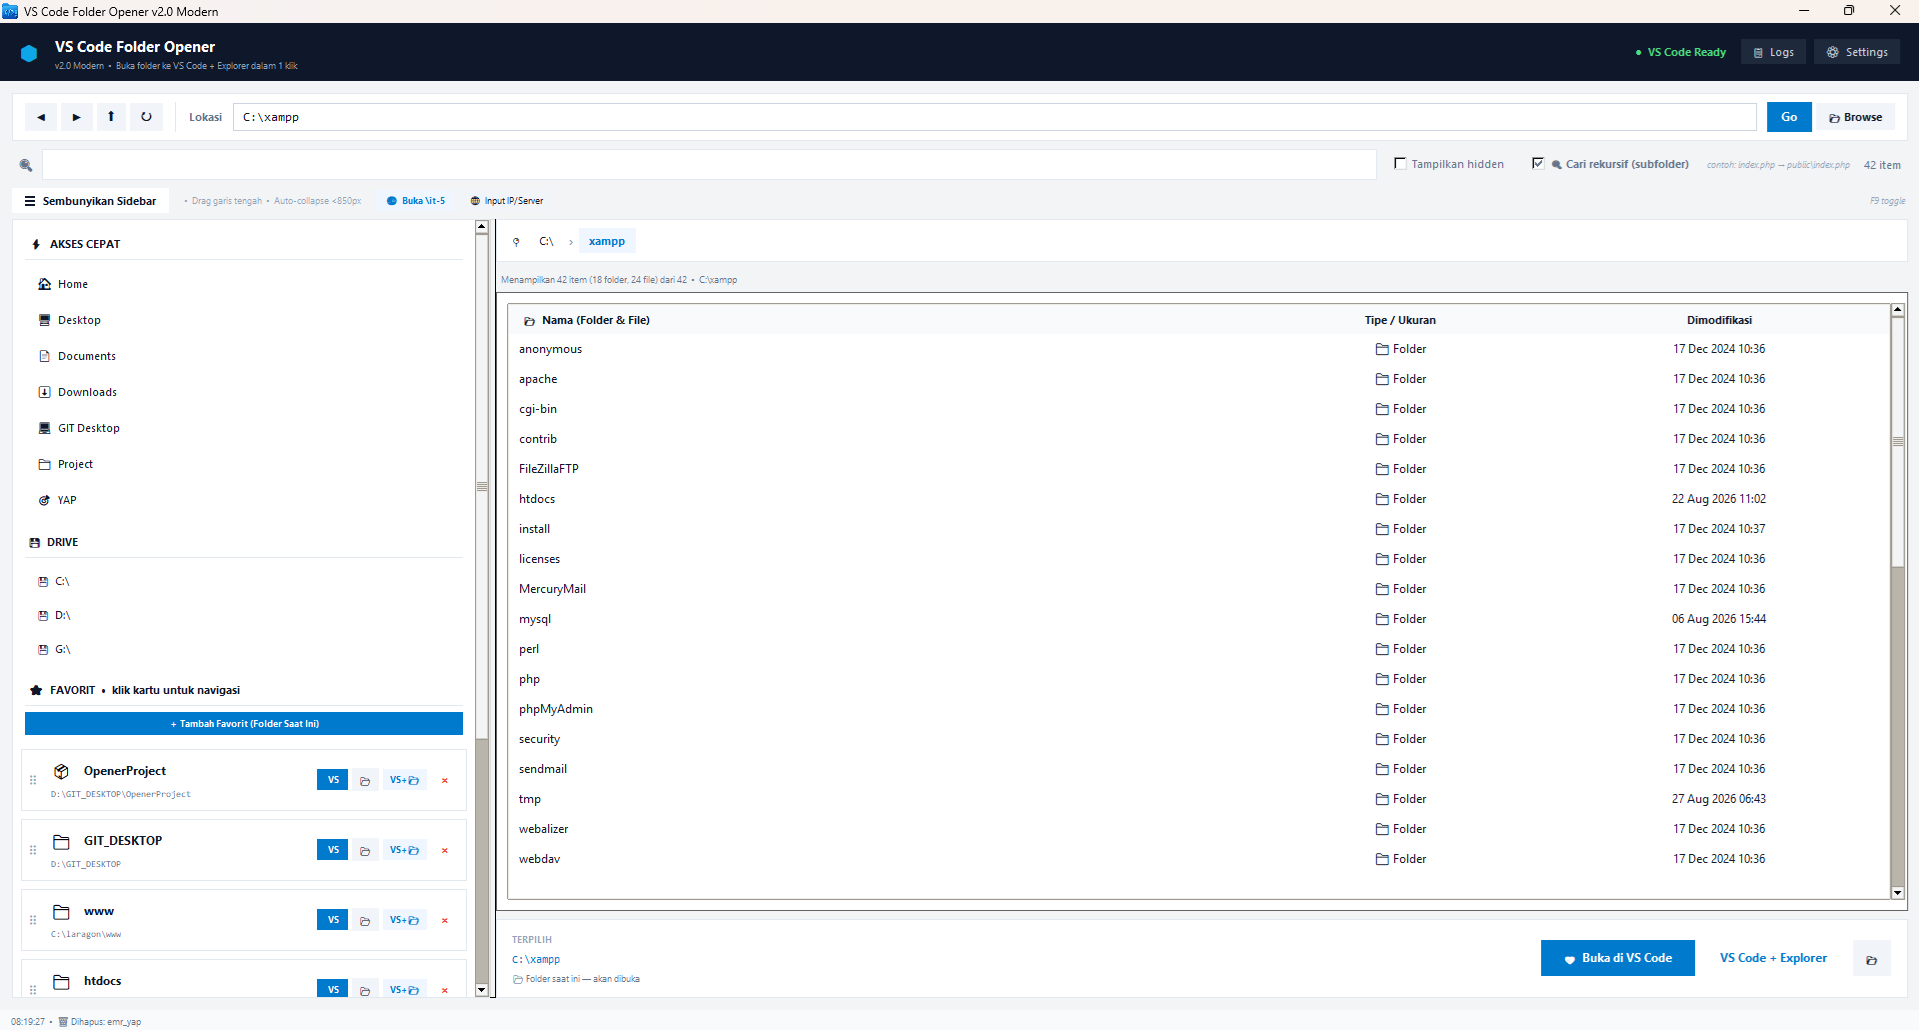 VS Code Folder Opener v2.0 Modern
VS Code Folder Opener
v2.0 Modern • Buka folder ke VS Code + Explorer dalam 1 klik
● VS Code Ready
Logs
Settings
Lokasi
C:\xampp
Go
Browse
Tampilkan hidden
Cari rekursif (subfolder)
contoh: index.php → public\index.php
42 item
☰ Sembunyikan Sidebar
• Drag garis tengah • Auto-collapse <850px
Buka \it-5
Input IP/Server
F9 toggle
AKSES CEPAT
Home
Desktop
Documents
Downloads
GIT Desktop
Project
YAP
DRIVE
C:\
D:\
G:\
FAVORIT • klik kartu untuk navigasi
+ Tambah Favorit (Folder Saat Ini)
OpenerProject
D:\GIT_DESKTOP\OpenerProject
VS
VS+
×
GIT_DESKTOP
D:\GIT_DESKTOP
VS
VS+
×
www
C:\laragon\www
VS
VS+
×
htdocs
VS
VS+
×
C:\ › xampp
Menampilkan 42 item (18 folder, 24 file) dari 42 • C:\xampp
Nama (Folder & File) Tipe / Ukuran Dimodifikasi
anonymous Folder 17 Dec 2024 10:36
apache Folder 17 Dec 2024 10:36
cgi-bin Folder 17 Dec 2024 10:36
contrib Folder 17 Dec 2024 10:36
FileZillaFTP Folder 17 Dec 2024 10:36
htdocs Folder 22 Aug 2026 11:02
install Folder 17 Dec 2024 10:37
licenses Folder 17 Dec 2024 10:36
MercuryMail Folder 17 Dec 2024 10:36
mysql Folder 06 Aug 2026 15:44
perl Folder 17 Dec 2024 10:36
php Folder 17 Dec 2024 10:36
phpMyAdmin Folder 17 Dec 2024 10:36
security Folder 17 Dec 2024 10:36
sendmail Folder 17 Dec 2024 10:36
tmp Folder 27 Aug 2026 06:43
webalizer Folder 17 Dec 2024 10:36
webdav Folder 17 Dec 2024 10:36
TERPILIH
C:\xampp
Folder saat ini — akan dibuka
Buka di VS Code
VS Code + Explorer
08:19:27 • Dihapus: emr_yap